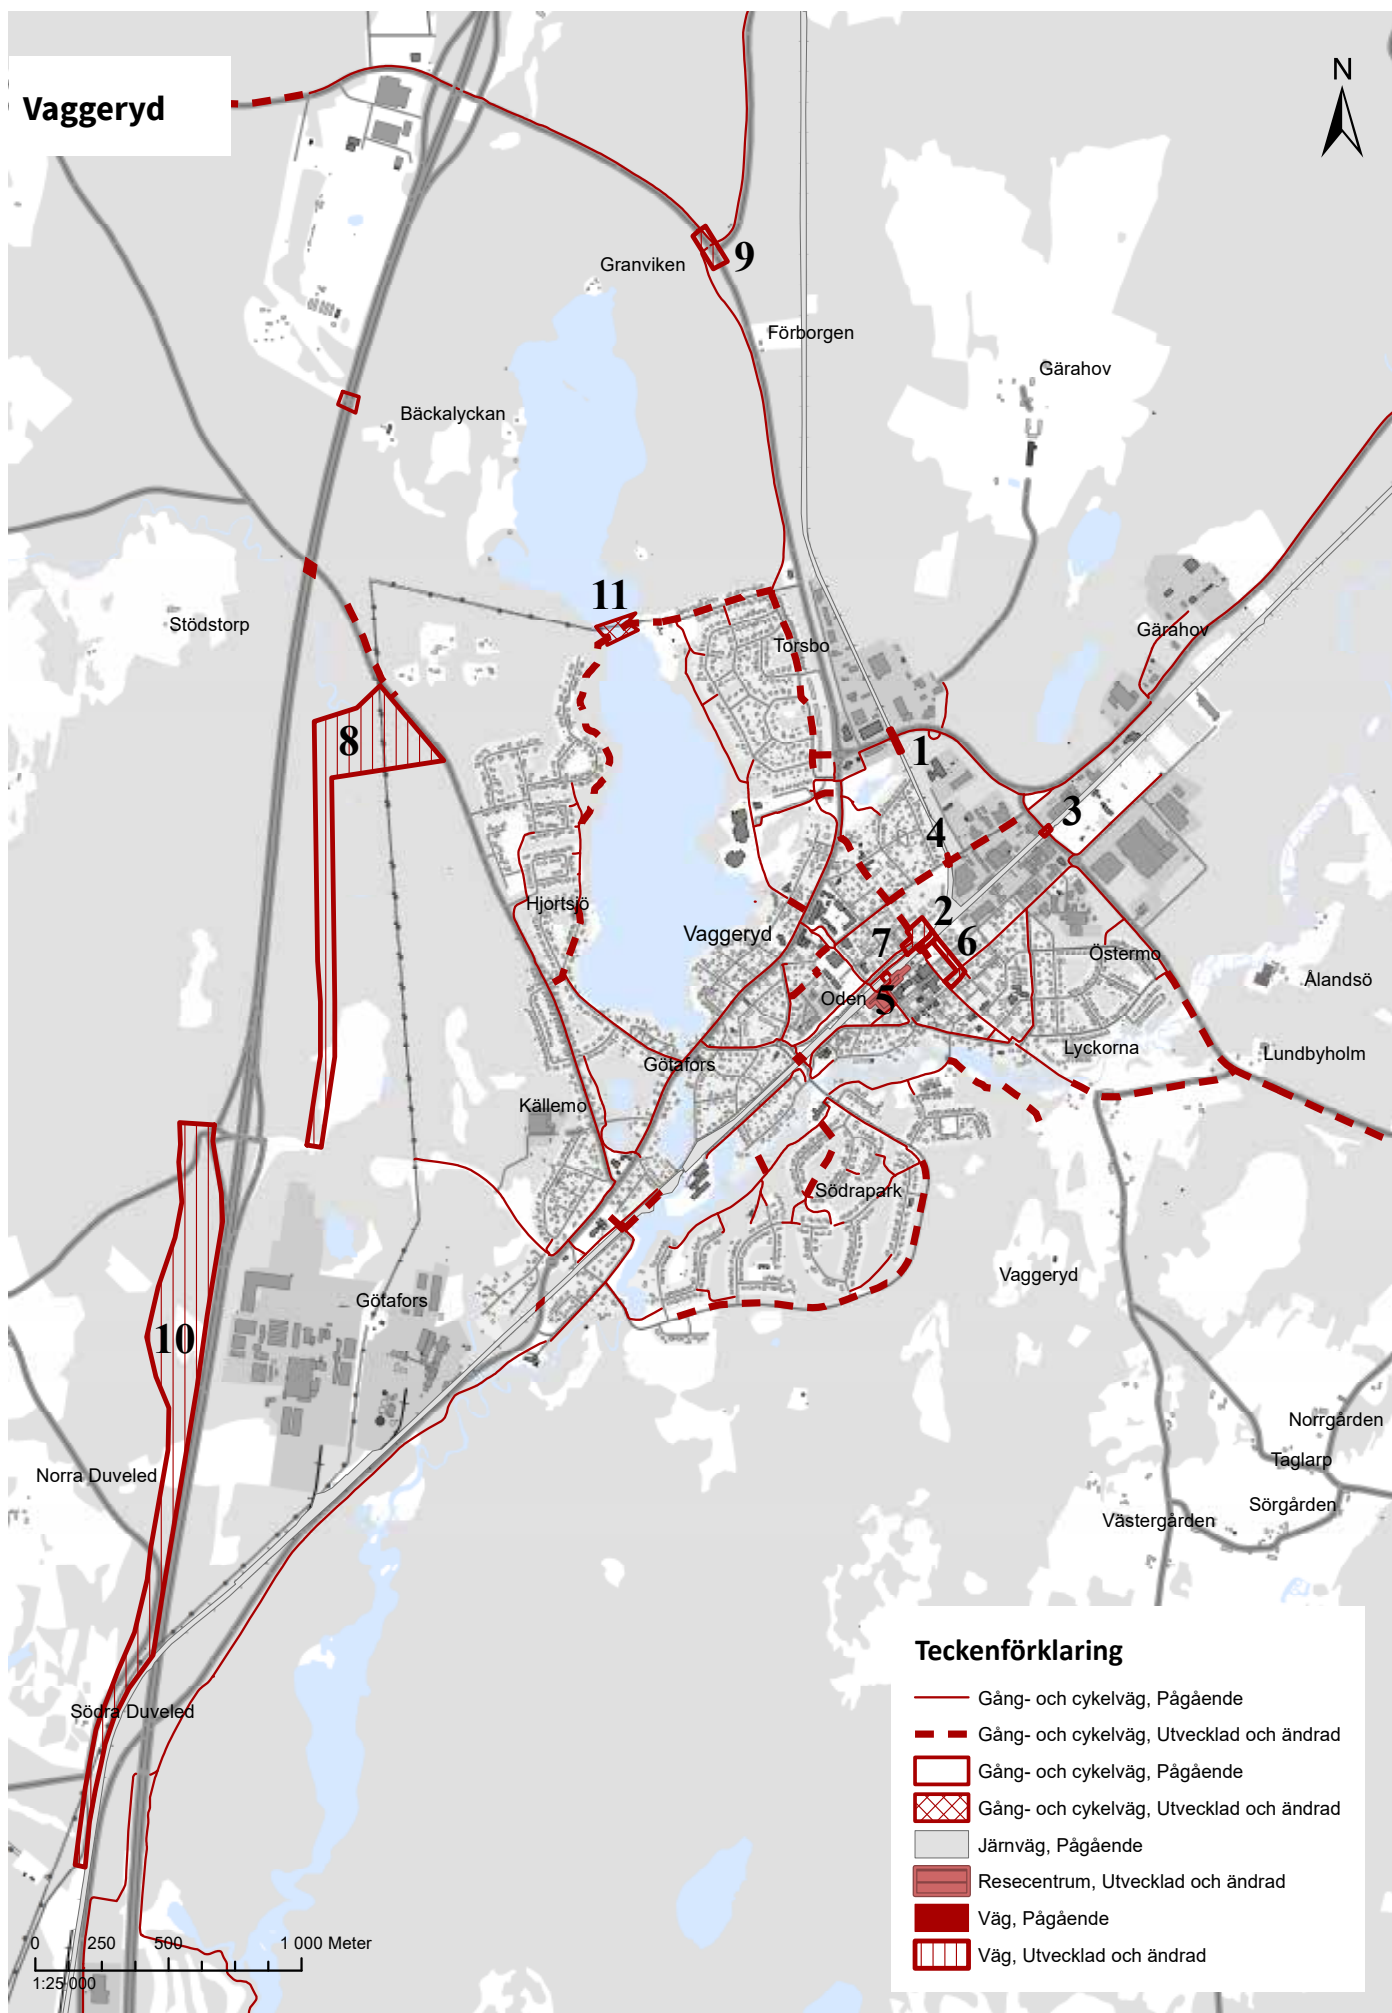 Vaggeryd
N
9
Granviken
Förborgen
Gärahov
Bäckalyckan
11
Stödstorp
Gärahov
Torsbo
8
1
3
4
Hjortsjö
2
Vaggeryd
7
6
Östermo
Ålandsö
Oden
5
Lyckorna
Lundbyholm
Götafors
Källemo
Södrapark
Vaggeryd
Götafors
10
Norrgården
Taglarp
Norra Duveled
Sörgården
Västergården
Södra Duveled
Teckenförklaring
Gång- och cykelväg, Pågående
Gång- och cykelväg, Utvecklad och ändrad
Gång- och cykelväg, Pågående
Gång- och cykelväg, Utvecklad och ändrad
Järnväg, Pågående
Resecentrum, Utvecklad och ändrad
Väg, Pågående
Väg, Utvecklad och ändrad
0 250 500 1 000 Meter
1:25 000